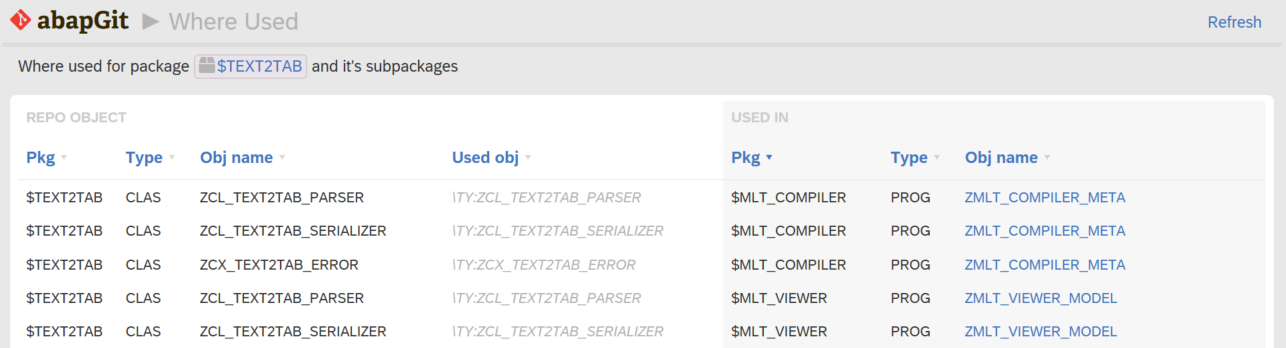 abapGit ▶ Where Used Refresh
Where used for package $TEXT2TAB and it's subpackages
REPO OBJECT USED IN
Pkg Type Obj name Used obj Pkg Type Obj name
$TEXT2TAB CLAS ZCL_TEXT2TAB_PARSER \TY:ZCL_TEXT2TAB_PARSER $MLT_COMPILER PROG ZMLT_COMPILER_META
$TEXT2TAB CLAS ZCL_TEXT2TAB_SERIALIZER \TY:ZCL_TEXT2TAB_SERIALIZER $MLT_COMPILER PROG ZMLT_COMPILER_META
$TEXT2TAB CLAS ZCX_TEXT2TAB_ERROR \TY:ZCX_TEXT2TAB_ERROR $MLT_COMPILER PROG ZMLT_COMPILER_META
$TEXT2TAB CLAS ZCL_TEXT2TAB_PARSER \TY:ZCL_TEXT2TAB_PARSER $MLT_VIEWER PROG ZMLT_VIEWER_MODEL
$TEXT2TAB CLAS ZCL_TEXT2TAB_SERIALIZER \TY:ZCL_TEXT2TAB_SERIALIZER $MLT_VIEWER PROG ZMLT_VIEWER_MODEL